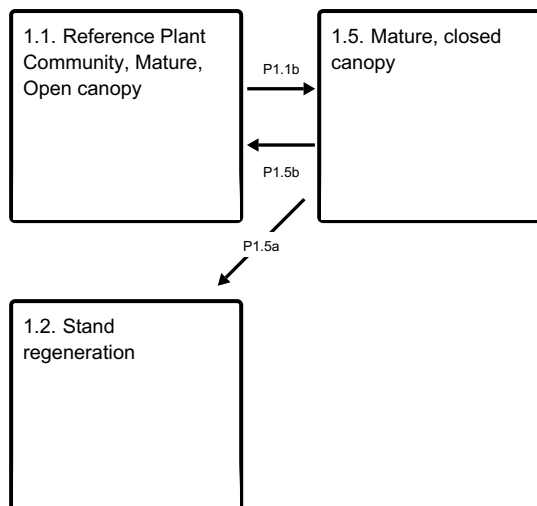 1.1. Reference Plant
Community, Mature,
Open canopy
P1.1b
1.5. Mature, closed
canopy
P1.5b
P1.5a
1.2. Stand
regeneration